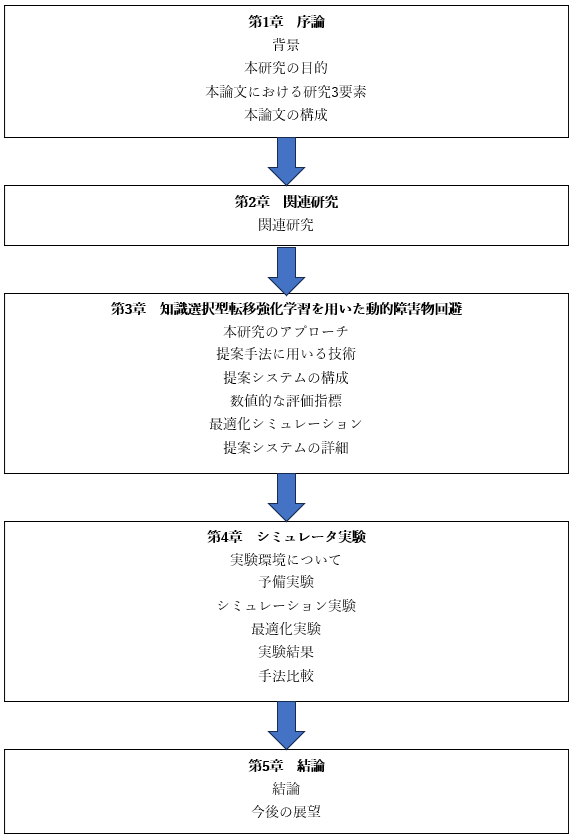 第1章　序論
背景
本研究の目的
本論文における研究3要素
本論文の構成
第2章　関連研究
関連研究
第3章　知識選択型転移強化学習を用いた動的障害物回避
本研究のアプローチ
提案手法に用いる技術
提案システムの構成
数値的な評価指標
最適化シミュレーション
提案システムの詳細
第4章　シミュレータ実験
実験環境について
予備実験
シミュレーション実験
最適化実験
実験結果
手法比較
第5章　結論
結論
今後の展望